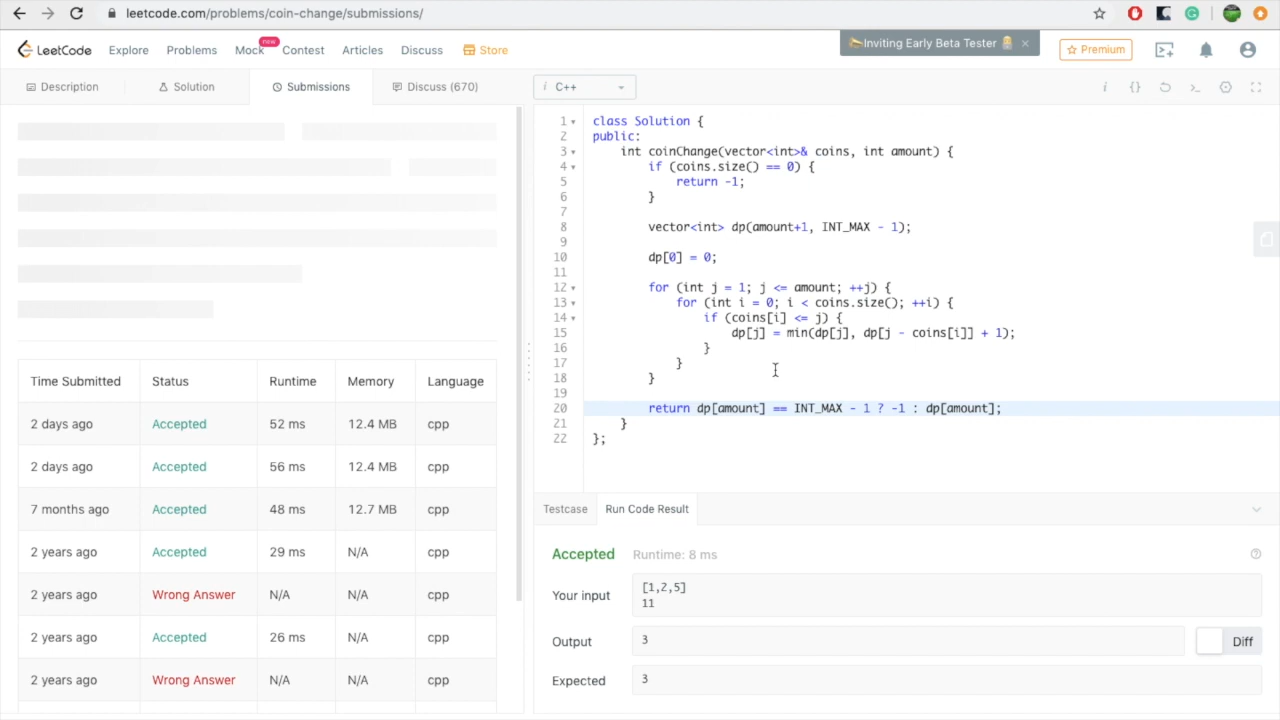 leetcode.com/problems/coin-change/submissions/
LeetCode Explore Problems Mock new Contest Articles Discuss Store
Inviting Early Beta Tester ×
Premium
Description Solution Submissions Discuss (670)
i C++
1 class Solution {
2 public:
3 int coinChange(vector<int>& coins, int amount) {
4 if (coins.size() == 0) {
5 return -1;
6 }
7
8 vector<int> dp(amount+1, INT_MAX - 1);
9
10 dp[0] = 0;
11
12 for (int j = 1; j <= amount; ++j) {
13 for (int i = 0; i < coins.size(); ++i) {
14 if (coins[i] <= j) {
15 dp[j] = min(dp[j], dp[j - coins[i]] + 1);
16 }
17 }
18 }
19
20 return dp[amount] == INT_MAX - 1 ? -1 : dp[amount];
21 }
22 };
Time Submitted Status Runtime Memory Language
2 days ago Accepted 52 ms 12.4 MB cpp
2 days ago Accepted 56 ms 12.4 MB cpp
7 months ago Accepted 48 ms 12.7 MB cpp
2 years ago Accepted 29 ms N/A cpp
2 years ago Wrong Answer N/A N/A cpp
2 years ago Accepted 26 ms N/A cpp
2 years ago Wrong Answer N/A N/A cpp
Testcase Run Code Result
Accepted Runtime: 8 ms
Your input
[1,2,5]
11
Output 3 Diff
Expected 3